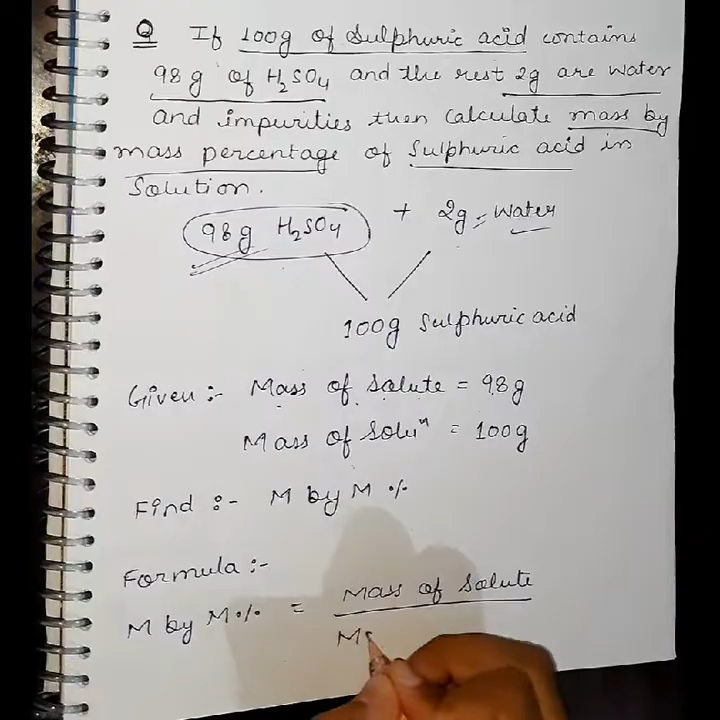 Q If 100g of Sulphuric acid contains
98 g of H₂SO₄ and the rest 2g are water
and impurities then calculate mass by
mass percentage of Sulphuric acid in
Solution.
98g H₂SO₄ + 2g = Water
100g Sulphuric acid
Given :- Mass of Solute = 98g
Mass of Soluⁿ = 100g
Find :- M by M %
Formula :-
M by M % = Mass of Solute